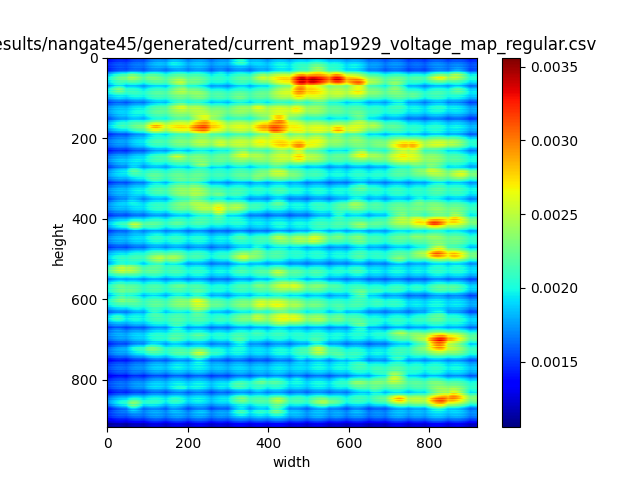 esults/nangate45/generated/current_map1929_voltage_map_regular.csv
0
200
400
600
800
height
0 200 400 600 800
width
0.0035
0.0030
0.0025
0.0020
0.0015